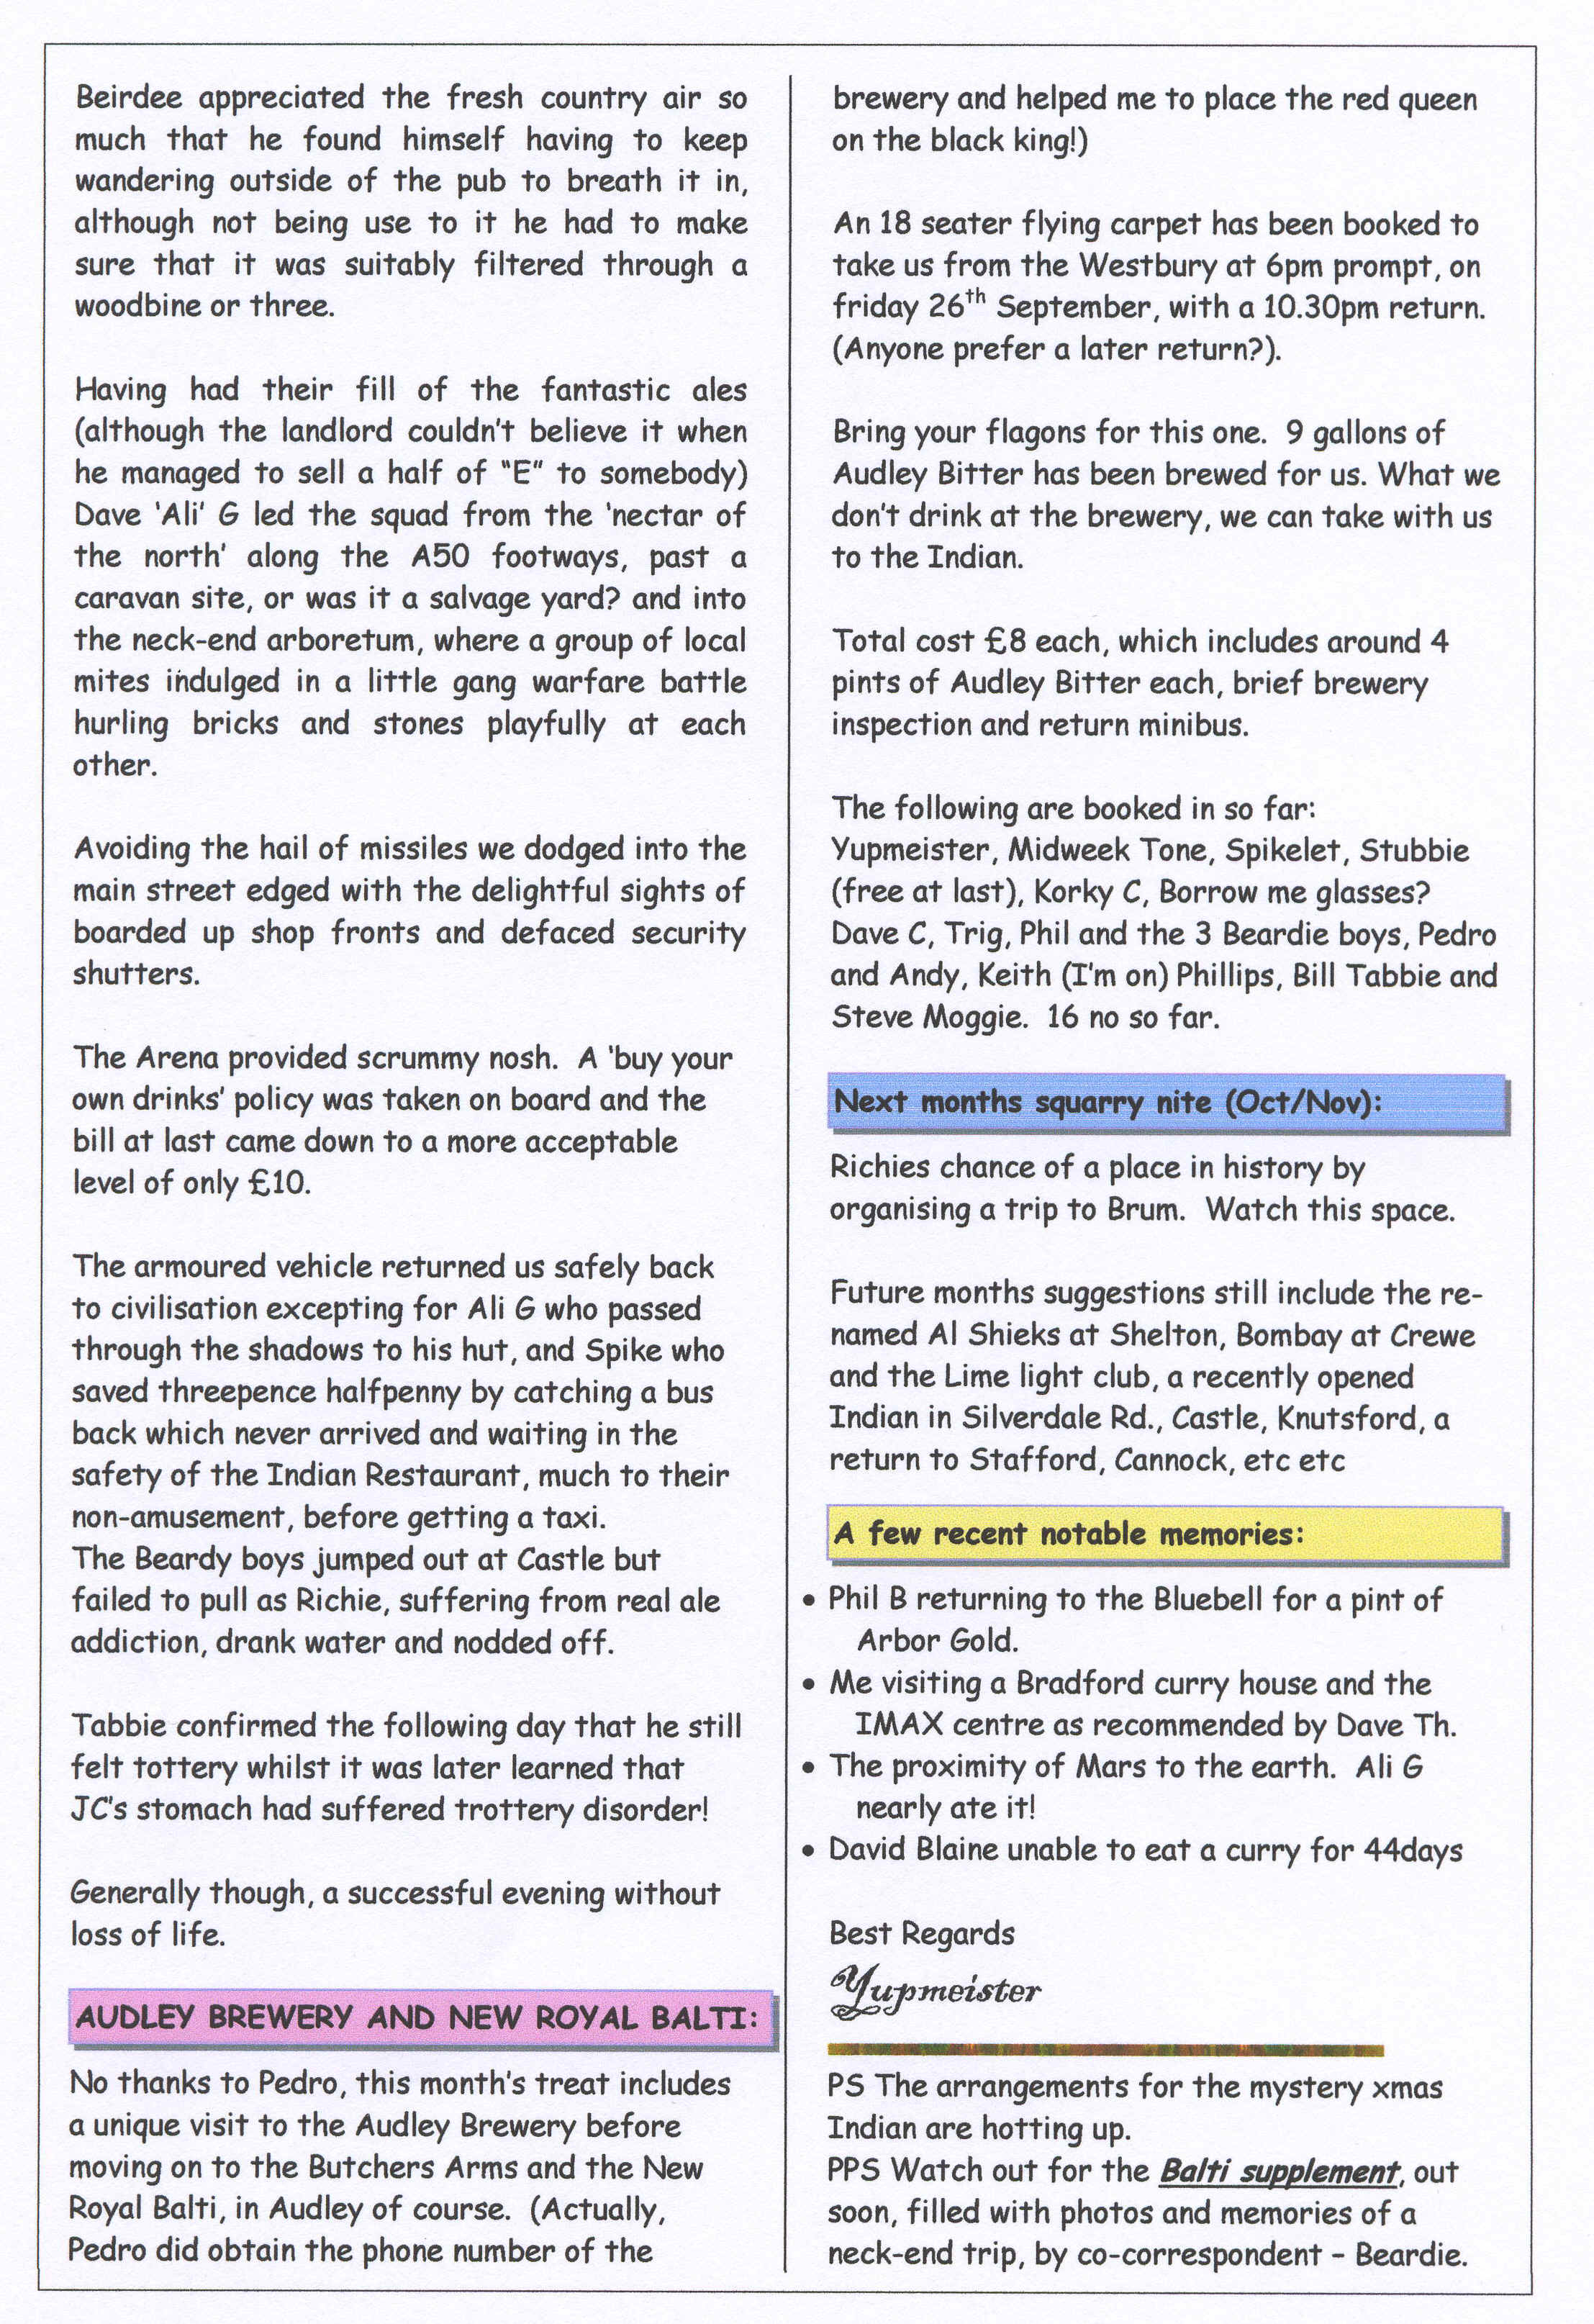 Beirdee appreciated the fresh country air so
much that he found himself having to keep
wandering outside of the pub to breath it in,
although not being use to it he had to make
sure that it was suitably filtered through a
woodbine or three.
Having had their fill of the fantastic ales
(although the landlord couldn't believe it when
he managed to sell a half of "E" to somebody)
Dave 'Ali' G led the squad from the 'nectar of
the north' along the A50 footways, past a
caravan site, or was it a salvage yard? and into
the neck-end arboretum, where a group of local
mites indulged in a little gang warfare battle
hurling bricks and stones playfully at each
other.
Avoiding the hail of missiles we dodged into the
main street edged with the delightful sights of
boarded up shop fronts and defaced security
shutters.
The Arena provided scrummy nosh.  A 'buy your
own drinks' policy was taken on board and the
bill at last came down to a more acceptable
level of only £10.
The armoured vehicle returned us safely back
to civilisation excepting for Ali G who passed
through the shadows to his hut, and Spike who
saved threepence halfpenny by catching a bus
back which never arrived and waiting in the
safety of the Indian Restaurant, much to their
non-amusement, before getting a taxi.
The Beardy boys jumped out at Castle but
failed to pull as Richie, suffering from real ale
addiction, drank water and nodded off.
Tabbie confirmed the following day that he still
felt tottery whilst it was later learned that
JC's stomach had suffered trottery disorder!
Generally though, a successful evening without
loss of life.
AUDLEY BREWERY AND NEW ROYAL BALTI:
No thanks to Pedro, this month's treat includes
a unique visit to the Audley Brewery before
moving on to the Butchers Arms and the New
Royal Balti, in Audley of course.  (Actually,
Pedro did obtain the phone number of the
brewery and helped me to place the red queen
on the black king!)
An 18 seater flying carpet has been booked to
take us from the Westbury at 6pm prompt, on
friday 26th September, with a 10.30pm return.
(Anyone prefer a later return?).
Bring your flagons for this one.  9 gallons of
Audley Bitter has been brewed for us. What we
don't drink at the brewery, we can take with us
to the Indian.
Total cost £8 each, which includes around 4
pints of Audley Bitter each, brief brewery
inspection and return minibus.
The following are booked in so far:
Yupmeister, Midweek Tone, Spikelet, Stubbie
(free at last), Korky C, Borrow me glasses?
Dave C, Trig, Phil and the 3 Beardie boys, Pedro
and Andy, Keith (I'm on) Phillips, Bill Tabbie and
Steve Moggie.  16 no so far.
Next months squarry nite (Oct/Nov):
Richies chance of a place in history by
organising a trip to Brum.  Watch this space.
Future months suggestions still include the re-
named Al Shieks at Shelton, Bombay at Crewe
and the Lime light club, a recently opened
Indian in Silverdale Rd., Castle, Knutsford, a
return to Stafford, Cannock, etc etc
A few recent notable memories:
• Phil B returning to the Bluebell for a pint of
Arbor Gold.
• Me visiting a Bradford curry house and the
IMAX centre as recommended by Dave Th.
• The proximity of Mars to the earth.  Ali G
nearly ate it!
• David Blaine unable to eat a curry for 44days
Best Regards
Yupmeister
PS The arrangements for the mystery xmas
Indian are hotting up.
PPS Watch out for the Balti supplement, out
soon, filled with photos and memories of a
neck-end trip, by co-correspondent – Beardie.